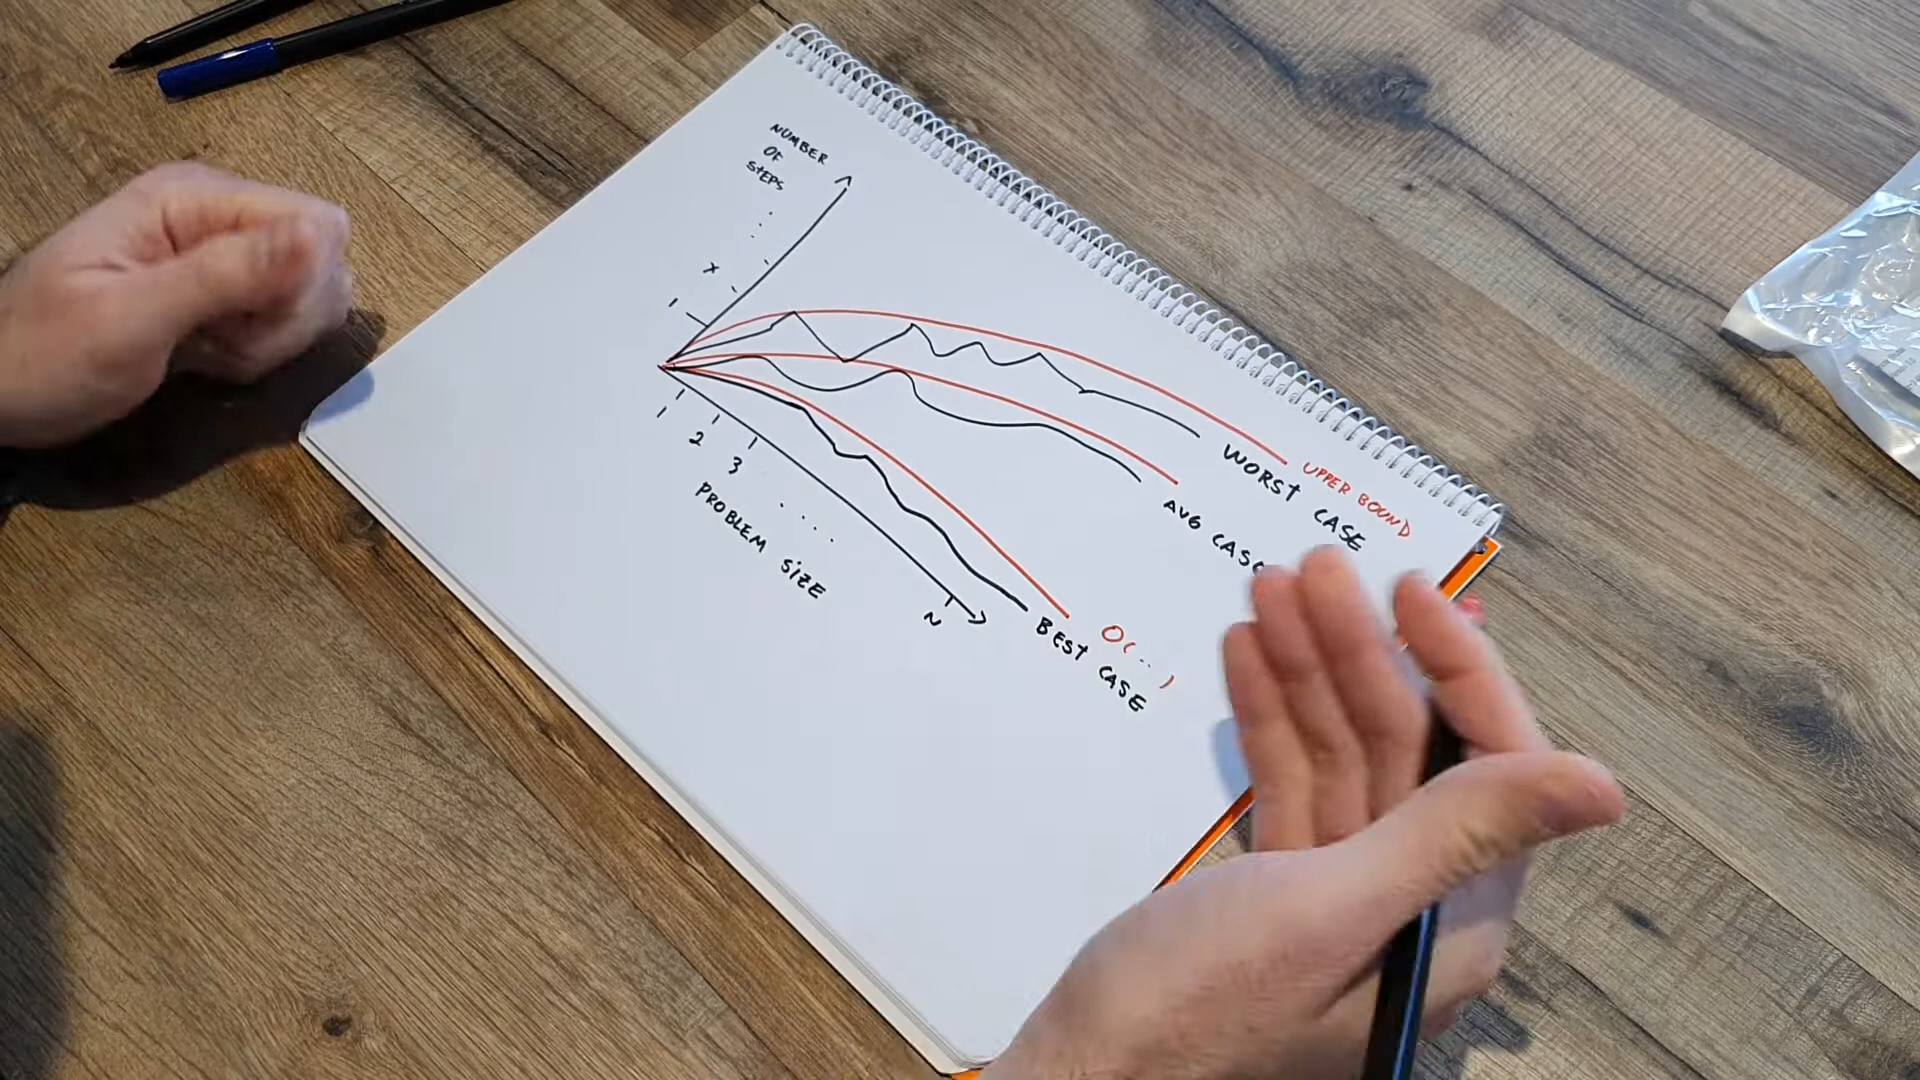 NUMBER
OF
STEPS
X
1
1
2
3
...
N
PROBLEM SIZE
WORST CASE
UPPER BOUND
AVG CASE
BEST CASE
O(...)